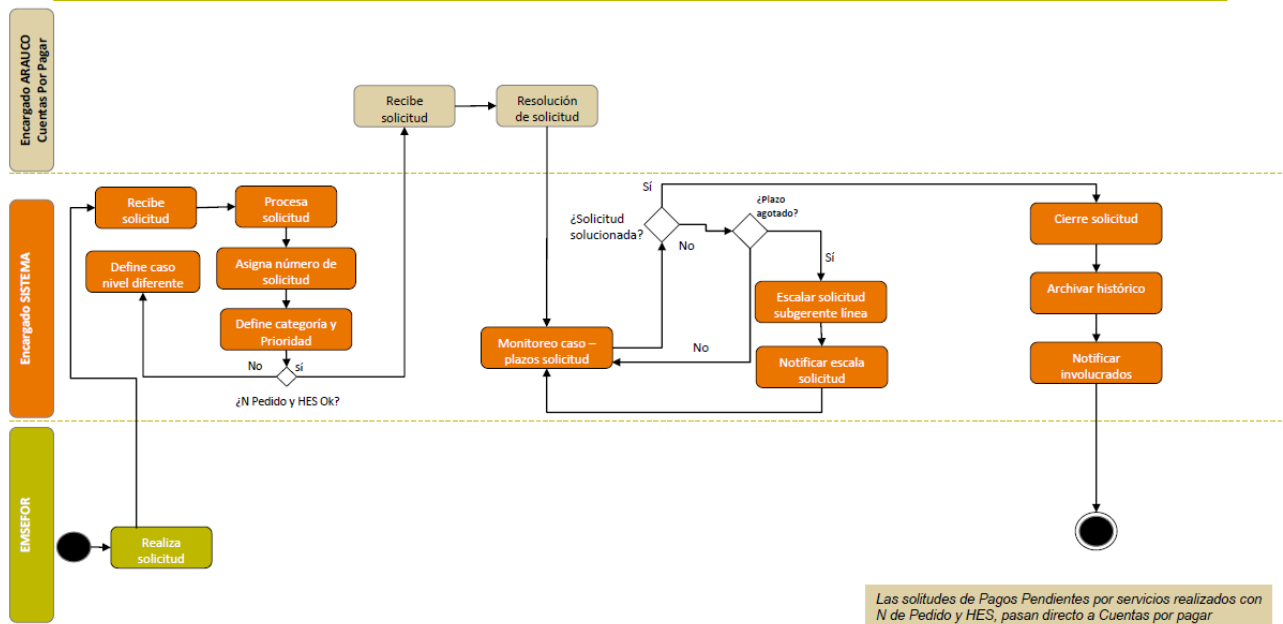 Encargado ARAUCO
Cuentas Por Pagar
Recibe
solicitud
Resolución
de solicitud
Encargado SISTEMA
Recibe
solicitud
Procesa
solicitud
Define caso
nivel diferente
Asigna número de
solicitud
Define categoría y
Prioridad
No
sí
¿N Pedido y HES Ok?
Monitoreo caso –
plazos solicitud
¿Solicitud
solucionada?
Sí
No
¿Plazo
agotado?
Sí
No
Escalar solicitud
subgerente línea
Notificar escala
solicitud
Cierre solicitud
Archivar histórico
Notificar
involucrados
EMSEFOR
Realiza
solicitud
Las solitudes de Pagos Pendientes por servicios realizados con
N de Pedido y HES, pasan directo a Cuentas por pagar